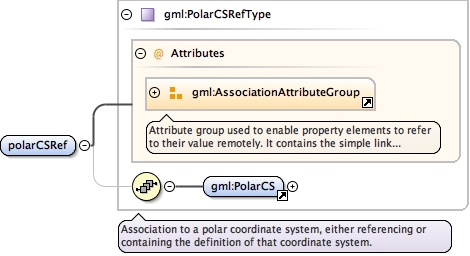 gml:PolarCSRefType
@ Attributes
gml:AssociationAttributeGroup
Attribute group used to enable property elements to refer
to their value remotely. It contains the simple link...
polarCSRef
gml:PolarCS
Association to a polar coordinate system, either referencing or
containing the definition of that coordinate system.